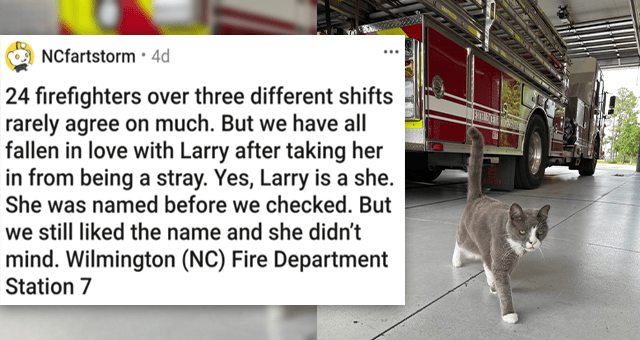 NCfartstorm • 4d
24 firefighters over three different shifts
rarely agree on much. But we have all
fallen in love with Larry after taking her
in from being a stray. Yes, Larry is a she.
She was named before we checked. But
we still liked the name and she didn't
mind. Wilmington (NC) Fire Department
Station 7